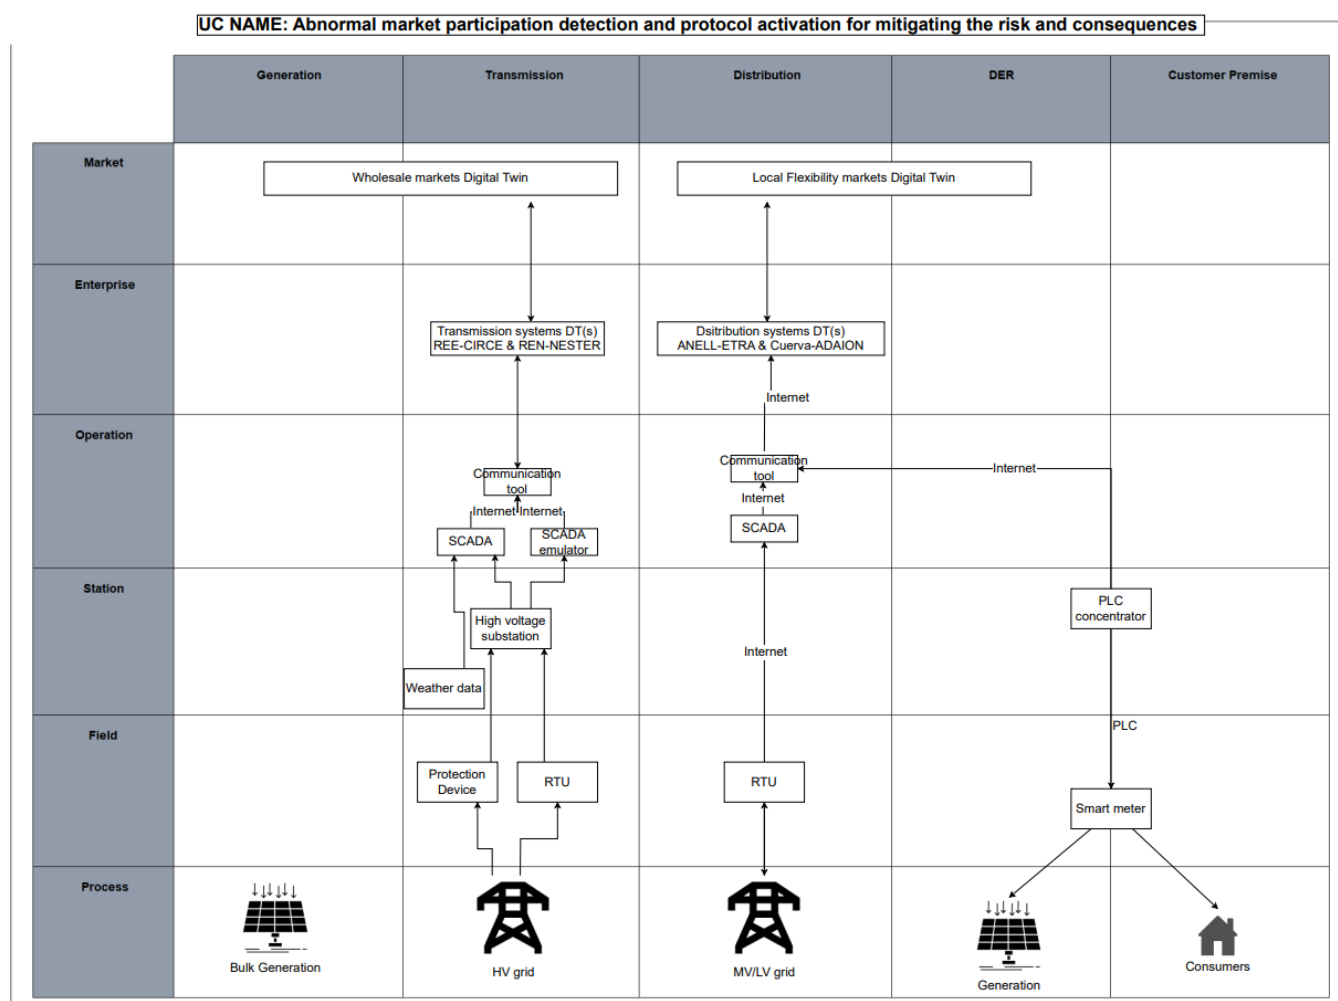 UC NAME: Abnormal market participation detection and protocol activation for mitigating the risk and consequences
Generation
Transmission
Distribution
DER
Customer Premise
Market
Wholesale markets Digital Twin
Local Flexibility markets Digital Twin
Enterprise
Transmission systems DT(s)
REE-CIRCE & REN-NESTER
Dsitribution systems DT(s)
ANELL-ETRA & Cuerva-ADAION
Internet
Operation
Communication
tool
Communication
tool
Internet
Internet
Internet
Internet
SCADA
SCADA
emulator
SCADA
Station
High voltage
substation
PLC
concentrator
Internet
Weather data
Field
PLC
Protection
Device
RTU
RTU
Smart meter
Process
Bulk Generation
HV grid
MV/LV grid
Generation
Consumers